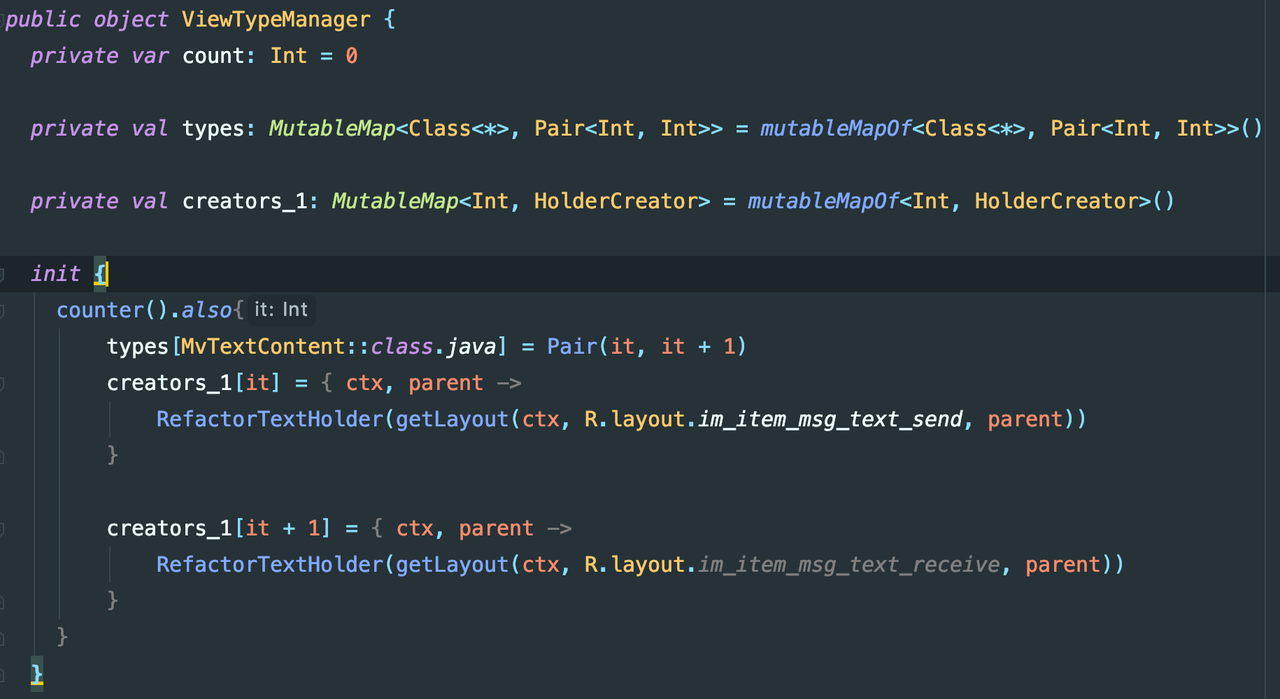 public object ViewTypeManager {
private var count: Int = 0
private val types: MutableMap<Class<*>, Pair<Int, Int>> = mutableMapOf<Class<*>, Pair<Int, Int>>()
private val creators_1: MutableMap<Int, HolderCreator> = mutableMapOf<Int, HolderCreator>()
init {
counter().also{ it: Int
types[MvTextContent::class.java] = Pair(it, it + 1)
creators_1[it] = { ctx, parent ->
RefactorTextHolder(getLayout(ctx, R.layout.im_item_msg_text_send, parent))
}
creators_1[it + 1] = { ctx, parent ->
RefactorTextHolder(getLayout(ctx, R.layout.im_item_msg_text_receive, parent))
}
}
}